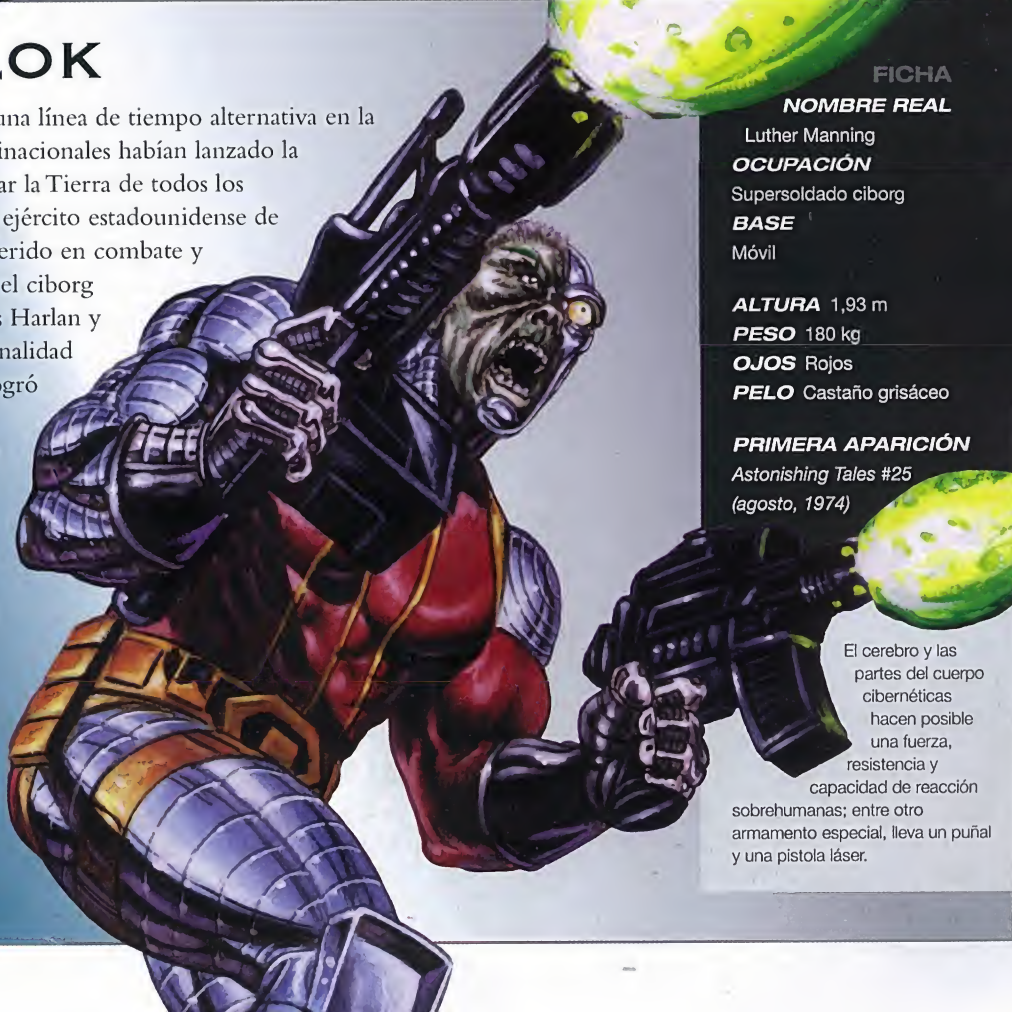 LOK
una línea de tiempo alternativa en la
inacionales habían lanzado la
ar la Tierra de todos los
ejército estadounidense de
erido en combate y
el ciborg
s Harlan y
nalidad
ogró
FICHA
NOMBRE REAL
Luther Manning
OCUPACIÓN
Supersoldado ciborg
BASE
Móvil
ALTURA 1,93 m
PESO 180 kg
OJOS Rojos
PELO Castaño grisáceo
PRIMERA APARICIÓN
Astonishing Tales #25
(agosto, 1974)
El cerebro y las
partes del cuerpo
cibernéticas
hacen posible
una fuerza,
resistencia y
capacidad de reacción
sobrehumanas; entre otro
armamento especial, lleva un puñal
y una pistola láser.